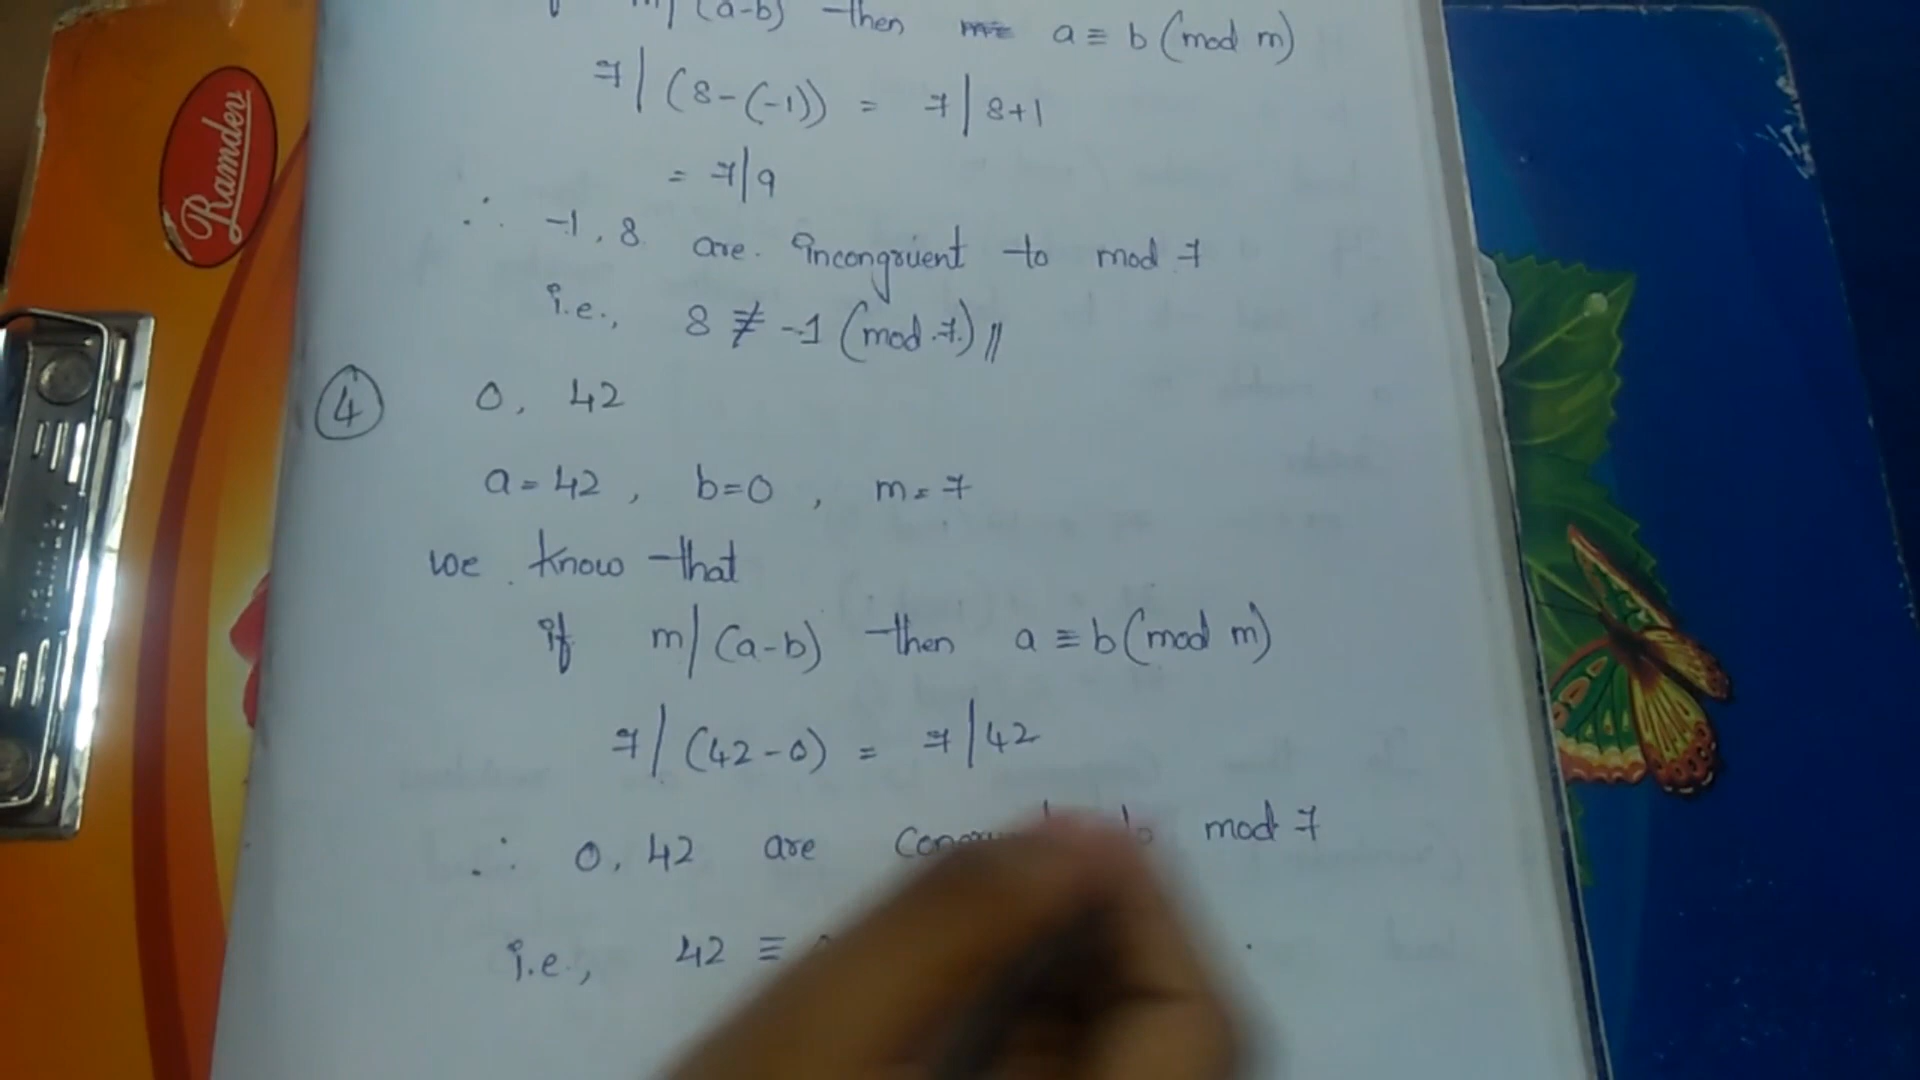 m/(a-b) then a ≡ b (mod m)
7/(8-(-1)) = 7/8+1
= 7/9
∴ -1, 8 are incongruent to mod 7
i.e., 8 ≢ -1 (mod 7)//
④ 0, 42
a = 42, b=0, m=7
we know that
if m/(a-b) then a ≡ b (mod m)
7/(42-0) = 7/42
∴ 0, 42 are mod 7
i.e., 42 ≡
Ramdev